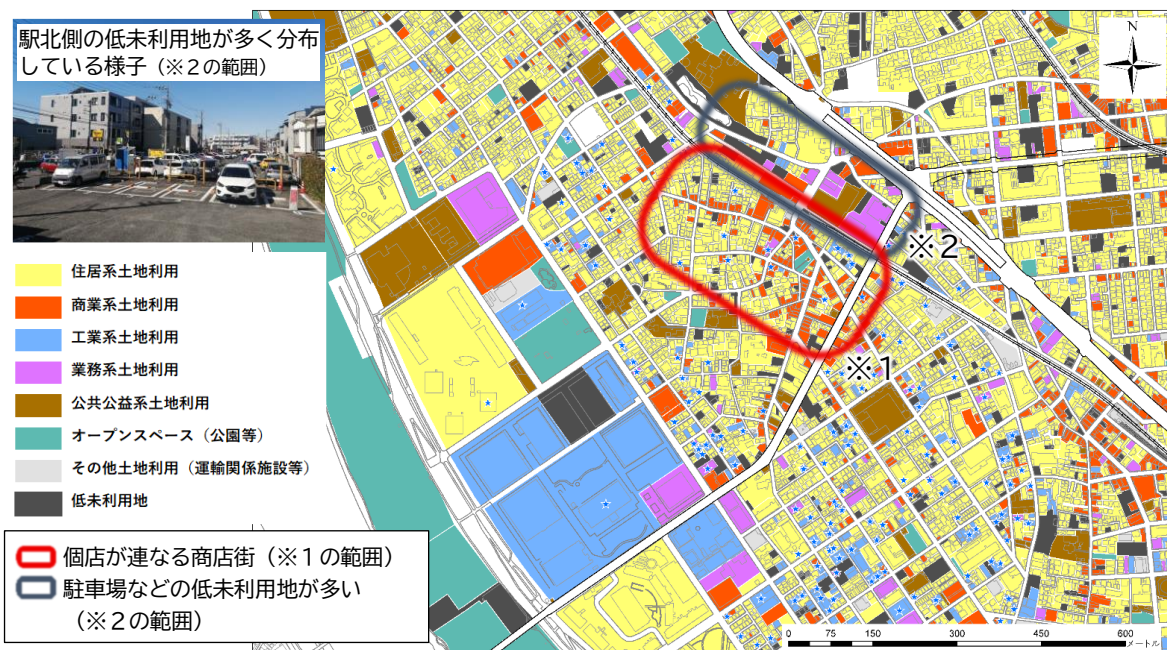 駅北側の低未利用地が多く分布
している様子（※２の範囲）
住居系土地利用
商業系土地利用
工業系土地利用
業務系土地利用
公共公益系土地利用
オープンスペース（公園等）
その他土地利用（運輸関係施設等）
低未利用地
個店が連なる商店街（※１の範囲）
駐車場などの低未利用地が多い
（※２の範囲）
N
※２
※１
0 75 150 300 450 600
メートル